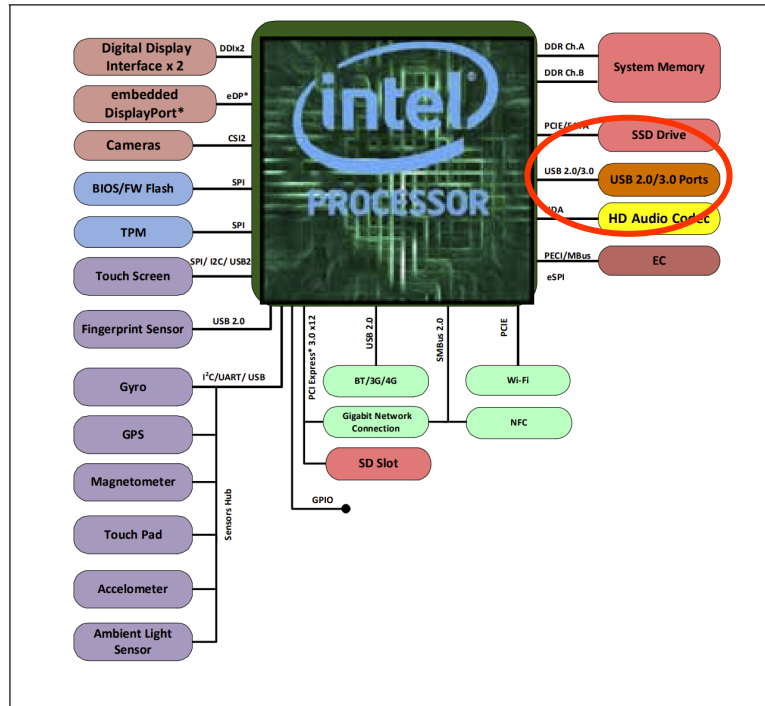 Digital Display
Interface x 2
DDIx2
embedded
DisplayPort*
eDP*
Cameras
CSI2
BIOS/FW Flash
SPI
TPM
SPI
Touch Screen
SPI/ I2C/ USB2
Fingerprint Sensor
USB 2.0
Gyro
I²C/UART/ USB
GPS
Magnetometer
Touch Pad
Accelometer
Ambient Light
Sensor
Sensors Hub
intel
PROCESSOR
DDR Ch.A
DDR Ch.B
System Memory
PCIE/SATA
SSD Drive
USB 2.0/3.0
USB 2.0/3.0 Ports
HDA
HD Audio Codec
PECI/MBus
eSPI
EC
PCI Express* 3.0 x12
USB 2.0
SMBus 2.0
PCIE
BT/3G/4G
Wi-Fi
Gigabit Network
Connection
NFC
SD Slot
GPIO